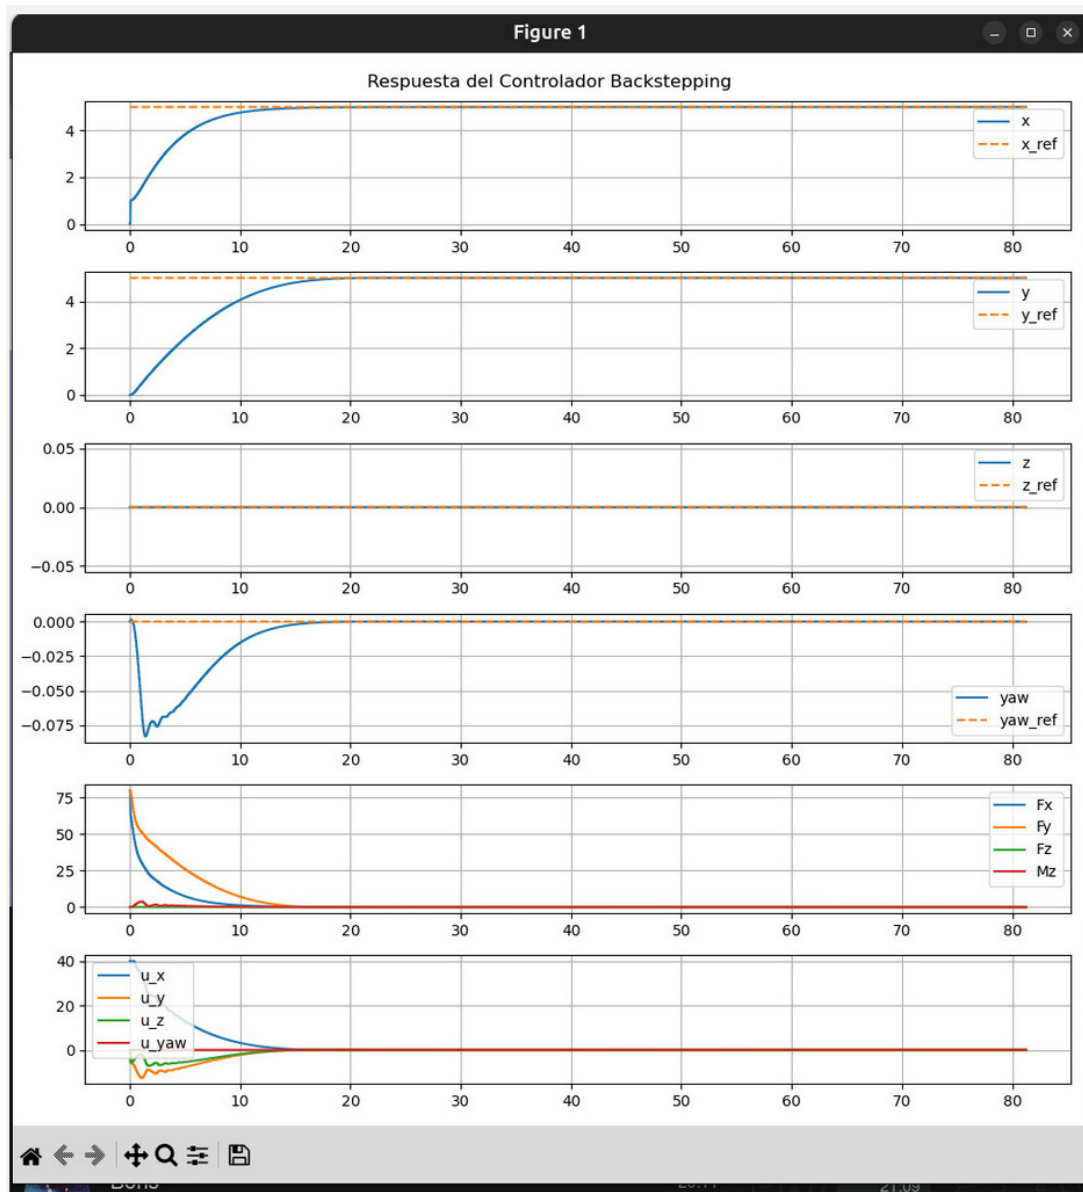 Figure 1
Respuesta del Controlador Backstepping
4
2
0
x
x_ref
0 10 20 30 40 50 60 70 80
4
2
0
y
y_ref
0 10 20 30 40 50 60 70 80
0.05
0.00
−0.05
z
z_ref
0 10 20 30 40 50 60 70 80
0.000
−0.025
−0.050
−0.075
yaw
yaw_ref
0 10 20 30 40 50 60 70 80
75
50
25
0
Fx
Fy
Fz
Mz
0 10 20 30 40 50 60 70 80
40
20
0
u_x
u_y
u_z
u_yaw
0 10 20 30 40 50 60 70 80